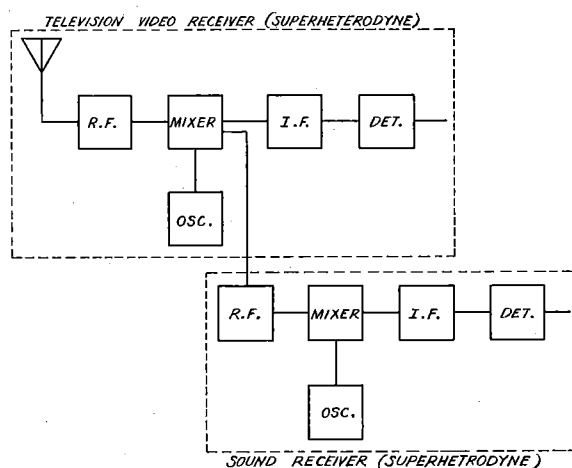 TELEVISION VIDEO RECEIVER (SUPERHETERODYNE)
R.F.
MIXER
I.F.
DET.
OSC.
R.F.
MIXER
I.F.
DET.
OSC.
SOUND RECEIVER (SUPERHETRODYNE)